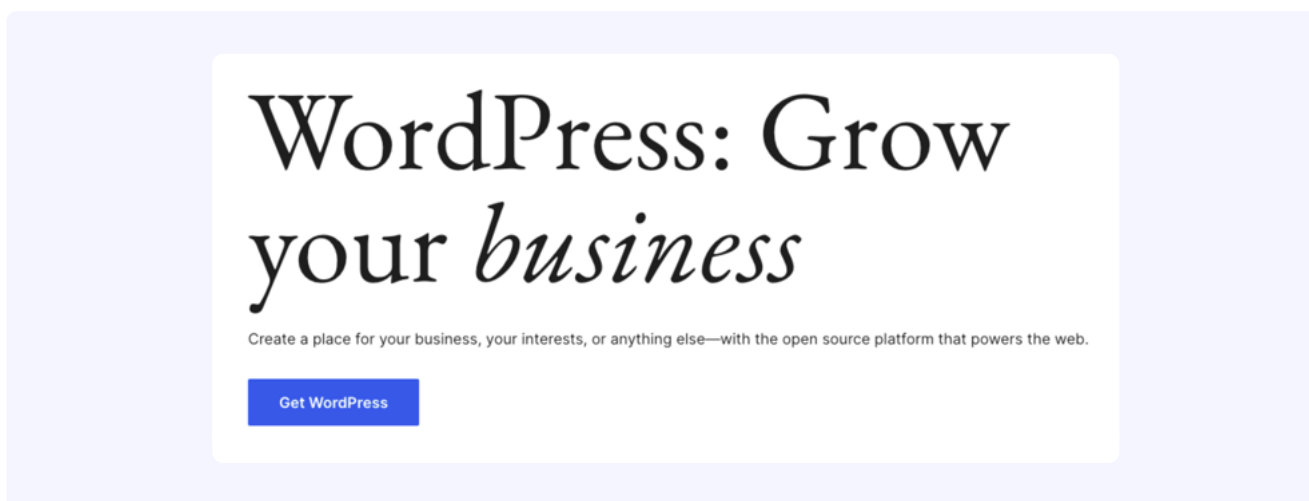 WordPress: Grow
your business
Create a place for your business, your interests, or anything else—with the open source platform that powers the web.
Get WordPress